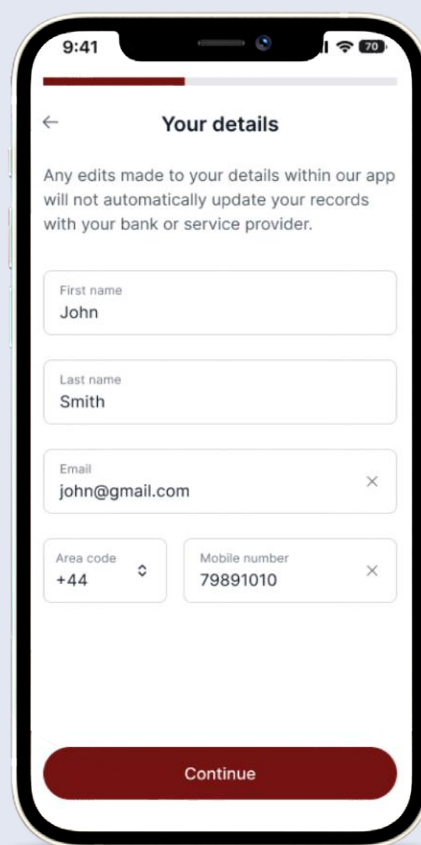 9:41
70
Your details
Any edits made to your details within our app
will not automatically update your records
with your bank or service provider.
First name
John
Last name
Smith
Email
john@gmail.com
Area code
+44
Mobile number
79891010
Continue